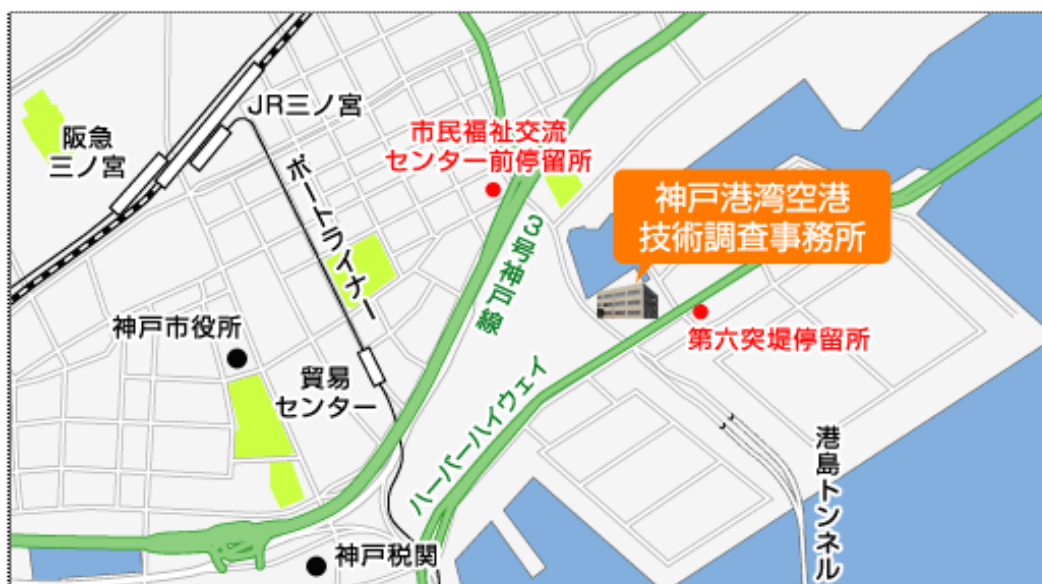 JR三ノ宮
阪急
三ノ宮
ポートライナー
市民福祉交流
センター前停留所
神戸港湾空港
技術調査事務所
3号神戸線
第六突堤停留所
神戸市役所
貿易
センター
ハーバーハイウェイ
港島トンネル
神戸税関